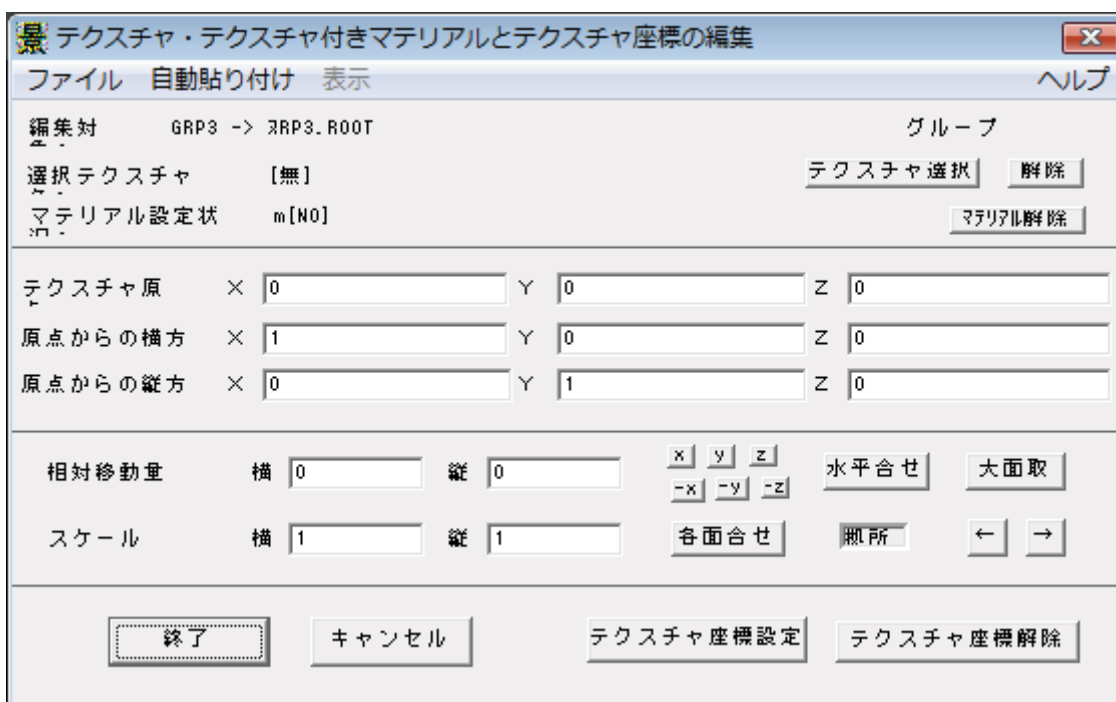 景 テクスチャ・テクスチャ付きマテリアルとテクスチャ座標の編集
ファイル 自動貼り付け 表示 ヘルプ
編集対 GRP3 -> GRP3.ROOT グループ
選択テクスチャ [無] テクスチャ選択 解除
マテリアル設定状 m[NO] マテリアル解除
テクスチャ原 X 0 Y 0 Z 0
原点からの横方 X 1 Y 0 Z 0
原点からの縦方 X 0 Y 1 Z 0
相対移動量 横 0 縦 0 x y z 水平合せ 大面取
-x -y -z
スケール 横 1 縦 1 各面合せ 拠所 ← →
終了 キャンセル テクスチャ座標設定 テクスチャ座標解除